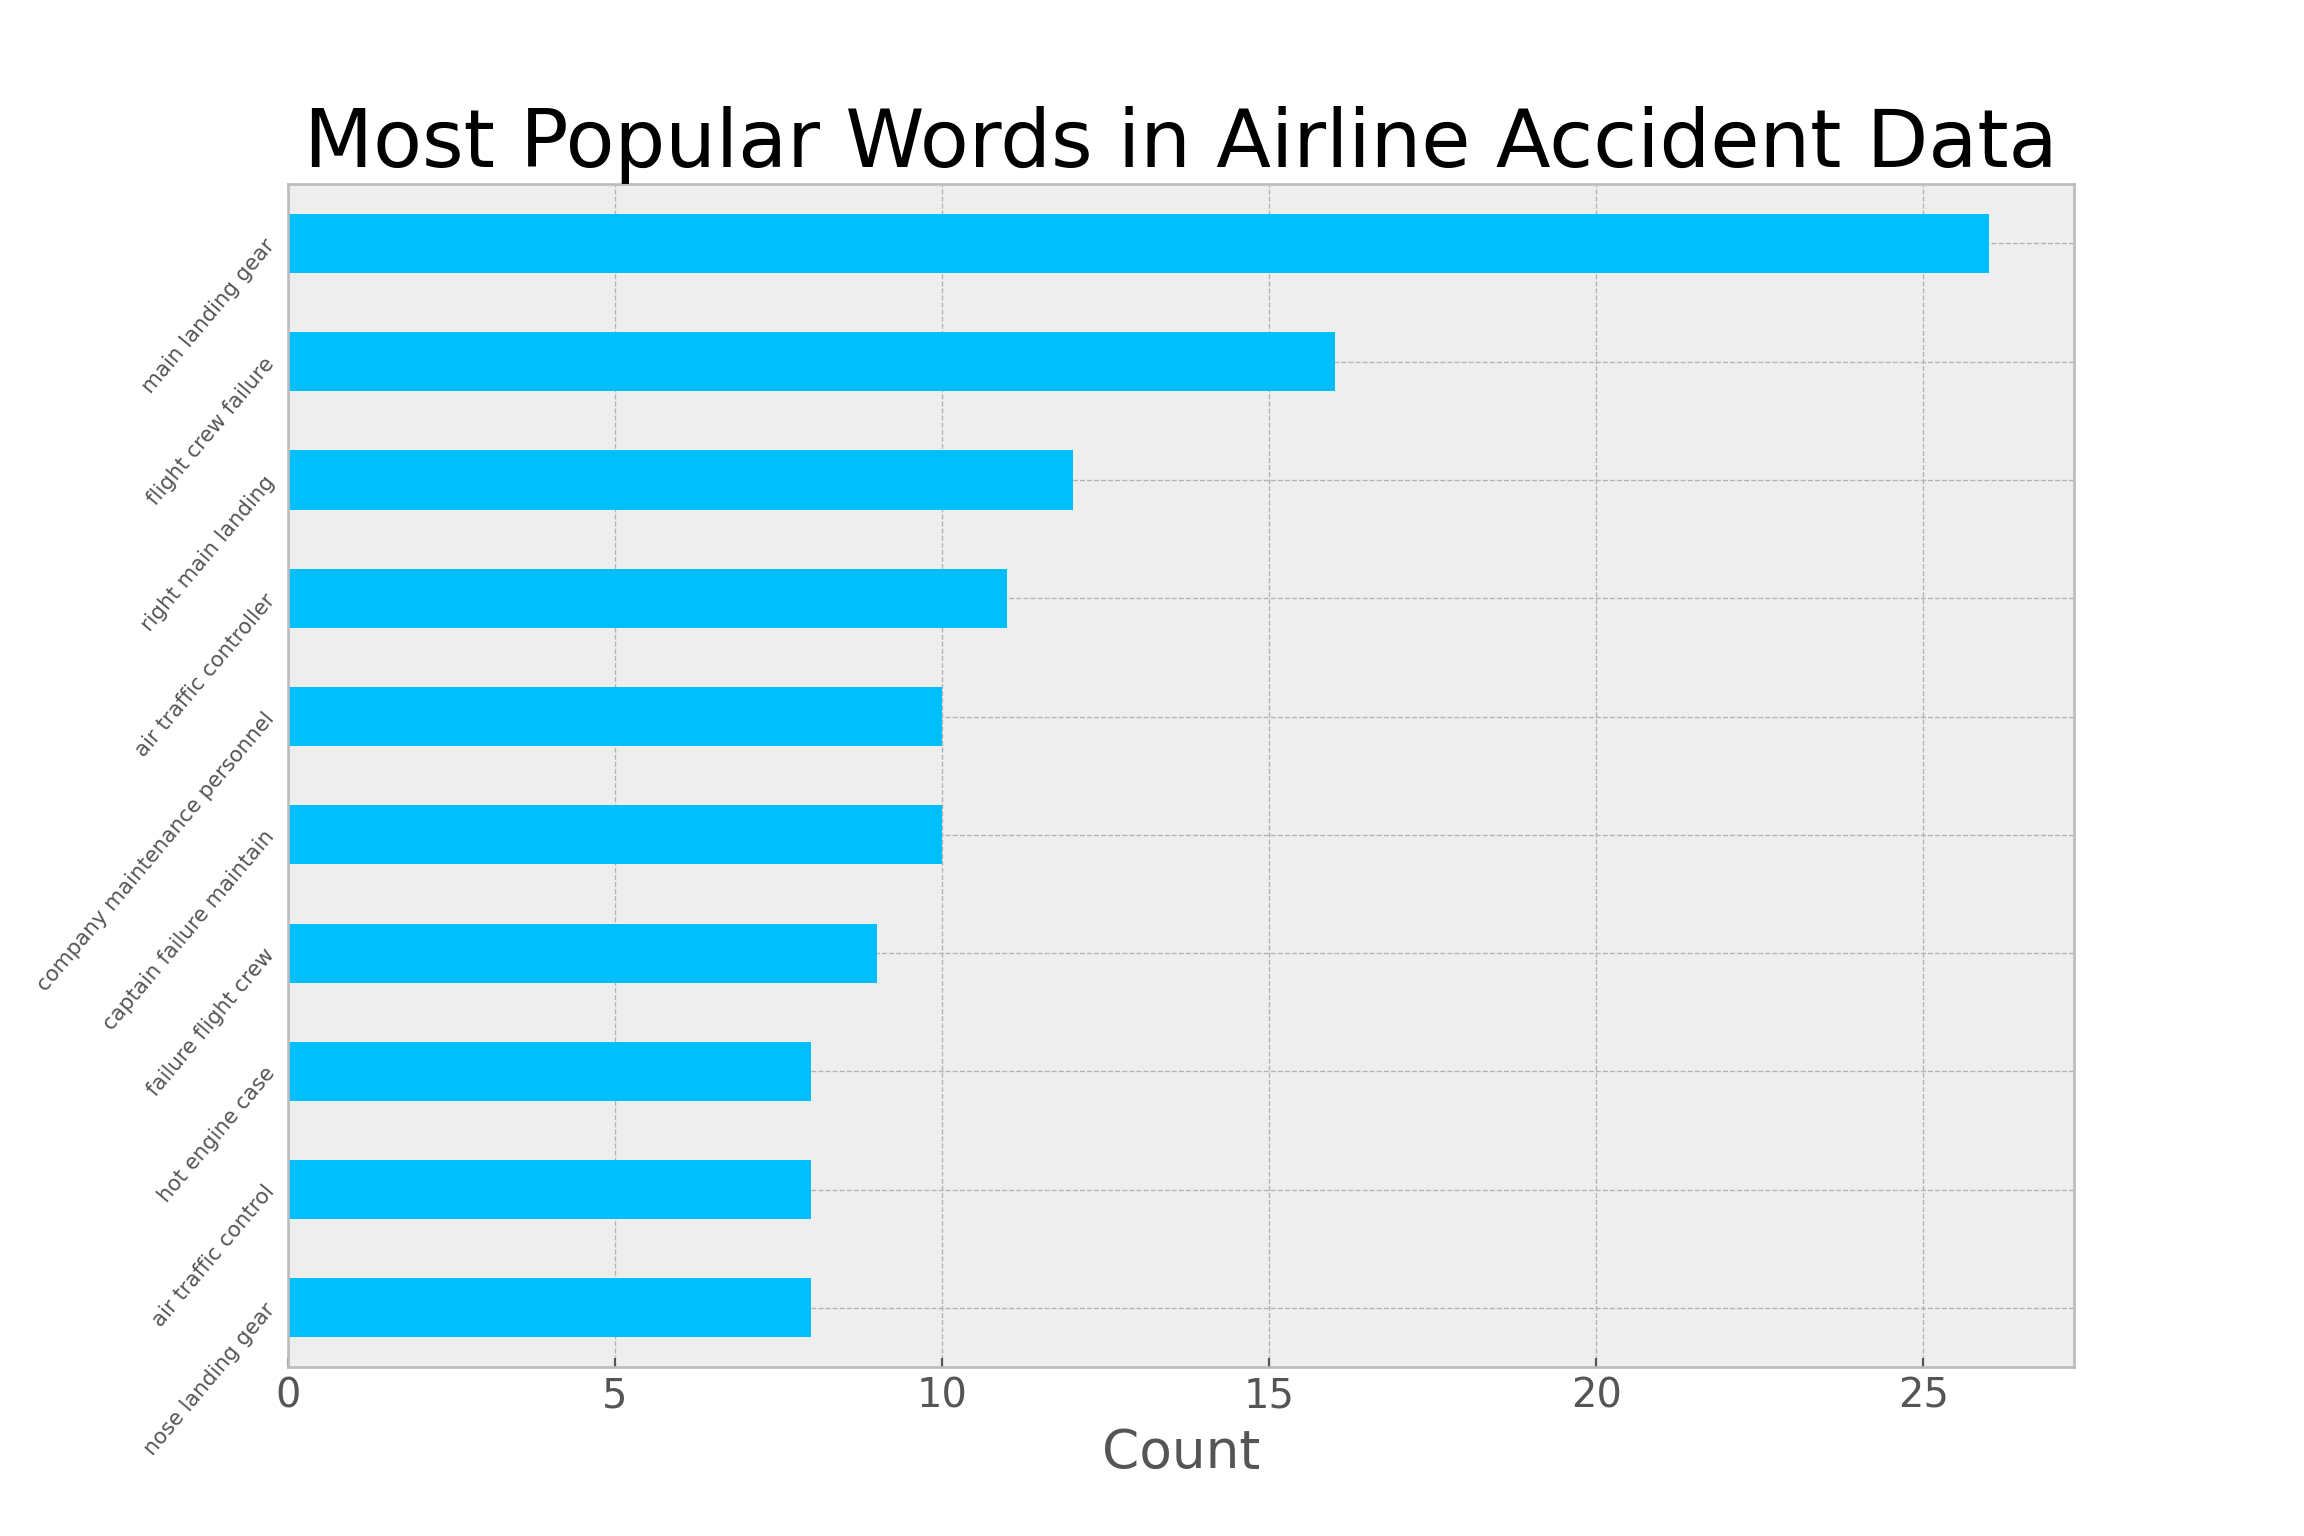 Most Popular Words in Airline Accident Data
main landing gear
flight crew failure
right main landing
air traffic controller
company maintenance personnel
captain failure maintain
failure flight crew
hot engine case
air traffic control
nose landing gear
0 5 10 15 20 25
Count